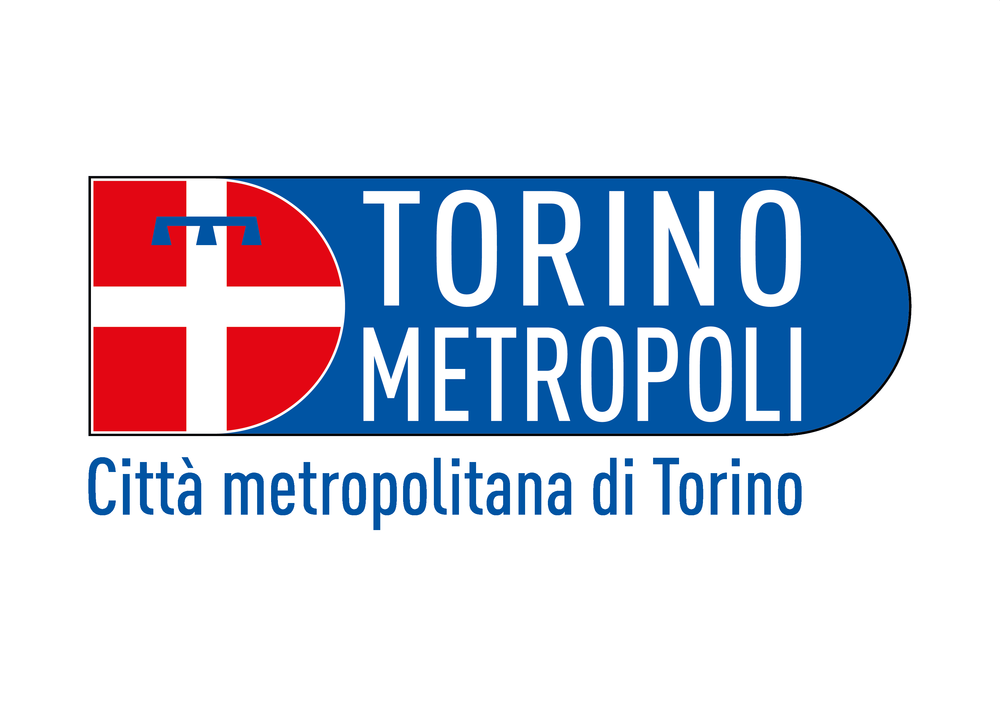 TORINO
METROPOLI
Città metropolitana di Torino